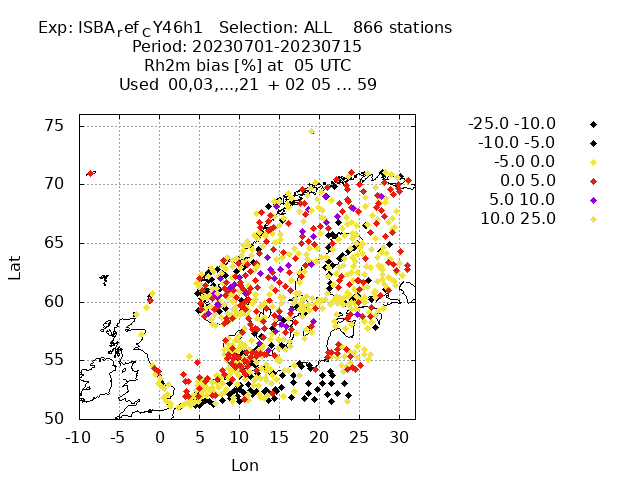 Exp: ISBA_ref_CY46h1 Selection: ALL 866 stations
Period: 20230701-20230715
Rh2m bias [%] at 05 UTC
Used 00,03,...,21 + 02 05 ... 59
-25.0 -10.0
-10.0 -5.0
-5.0 0.0
0.0 5.0
5.0 10.0
10.0 25.0
75
70
65
60
55
50
Lat
-10 -5 0 5 10 15 20 25 30
Lon